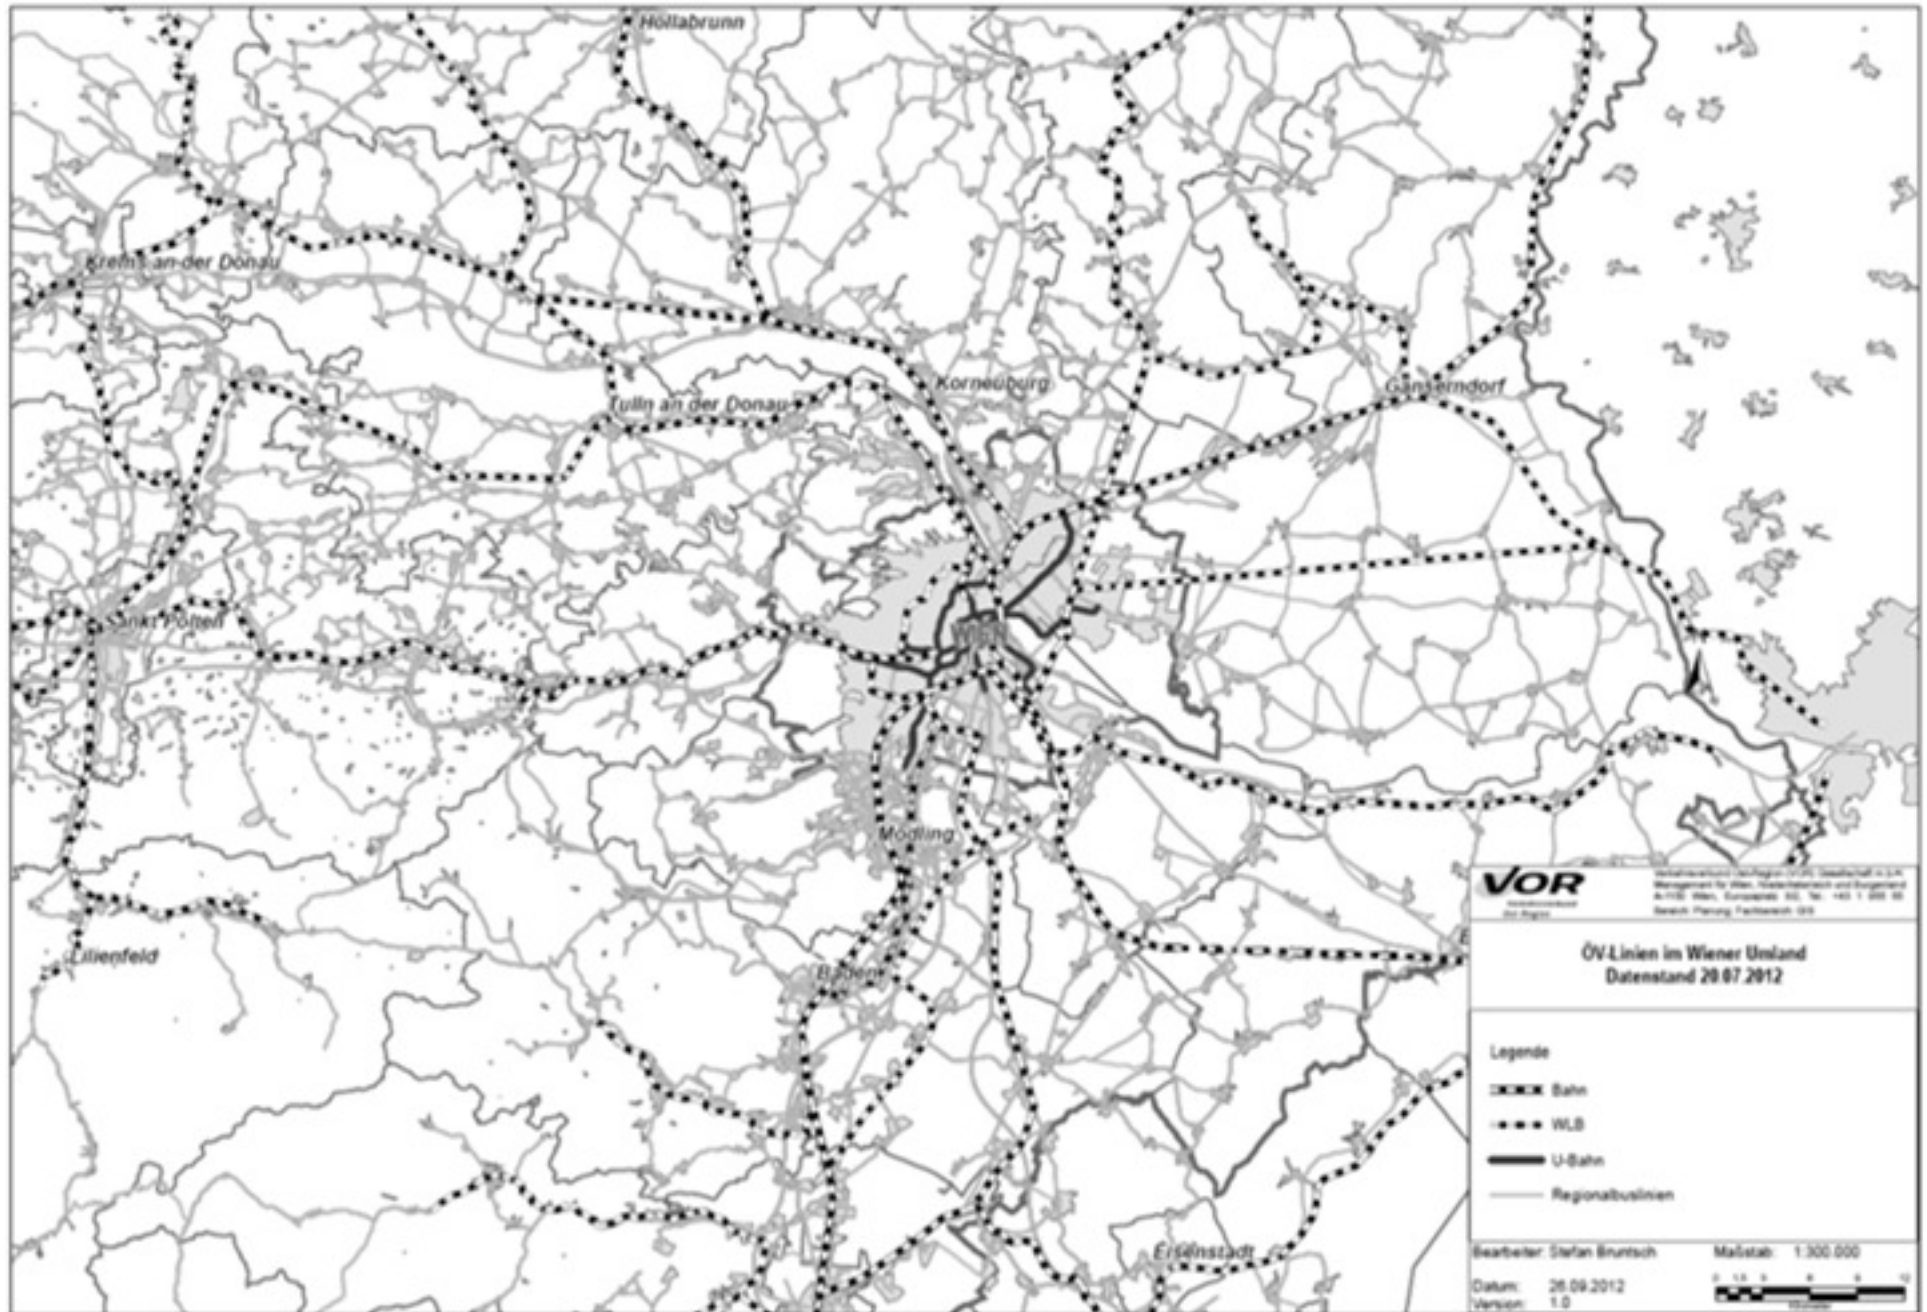 Hollabrunn
Krems an der Donau
Korneuburg
Tulln an der Donau
Gänserndorf
Sankt Pölten
Mödling
Lilienfeld
Baden
Eisenstadt
VOR
ÖV-Linien im Wiener Umland
Datenstand 20.07.2012
Legende
Bahn
WLB
U-Bahn
Regionalbuslinien
Bearbeiter: Stefan Bruntsch Maßstab: 1:300.000
Datum: 26.09.2012
Version: 1.0